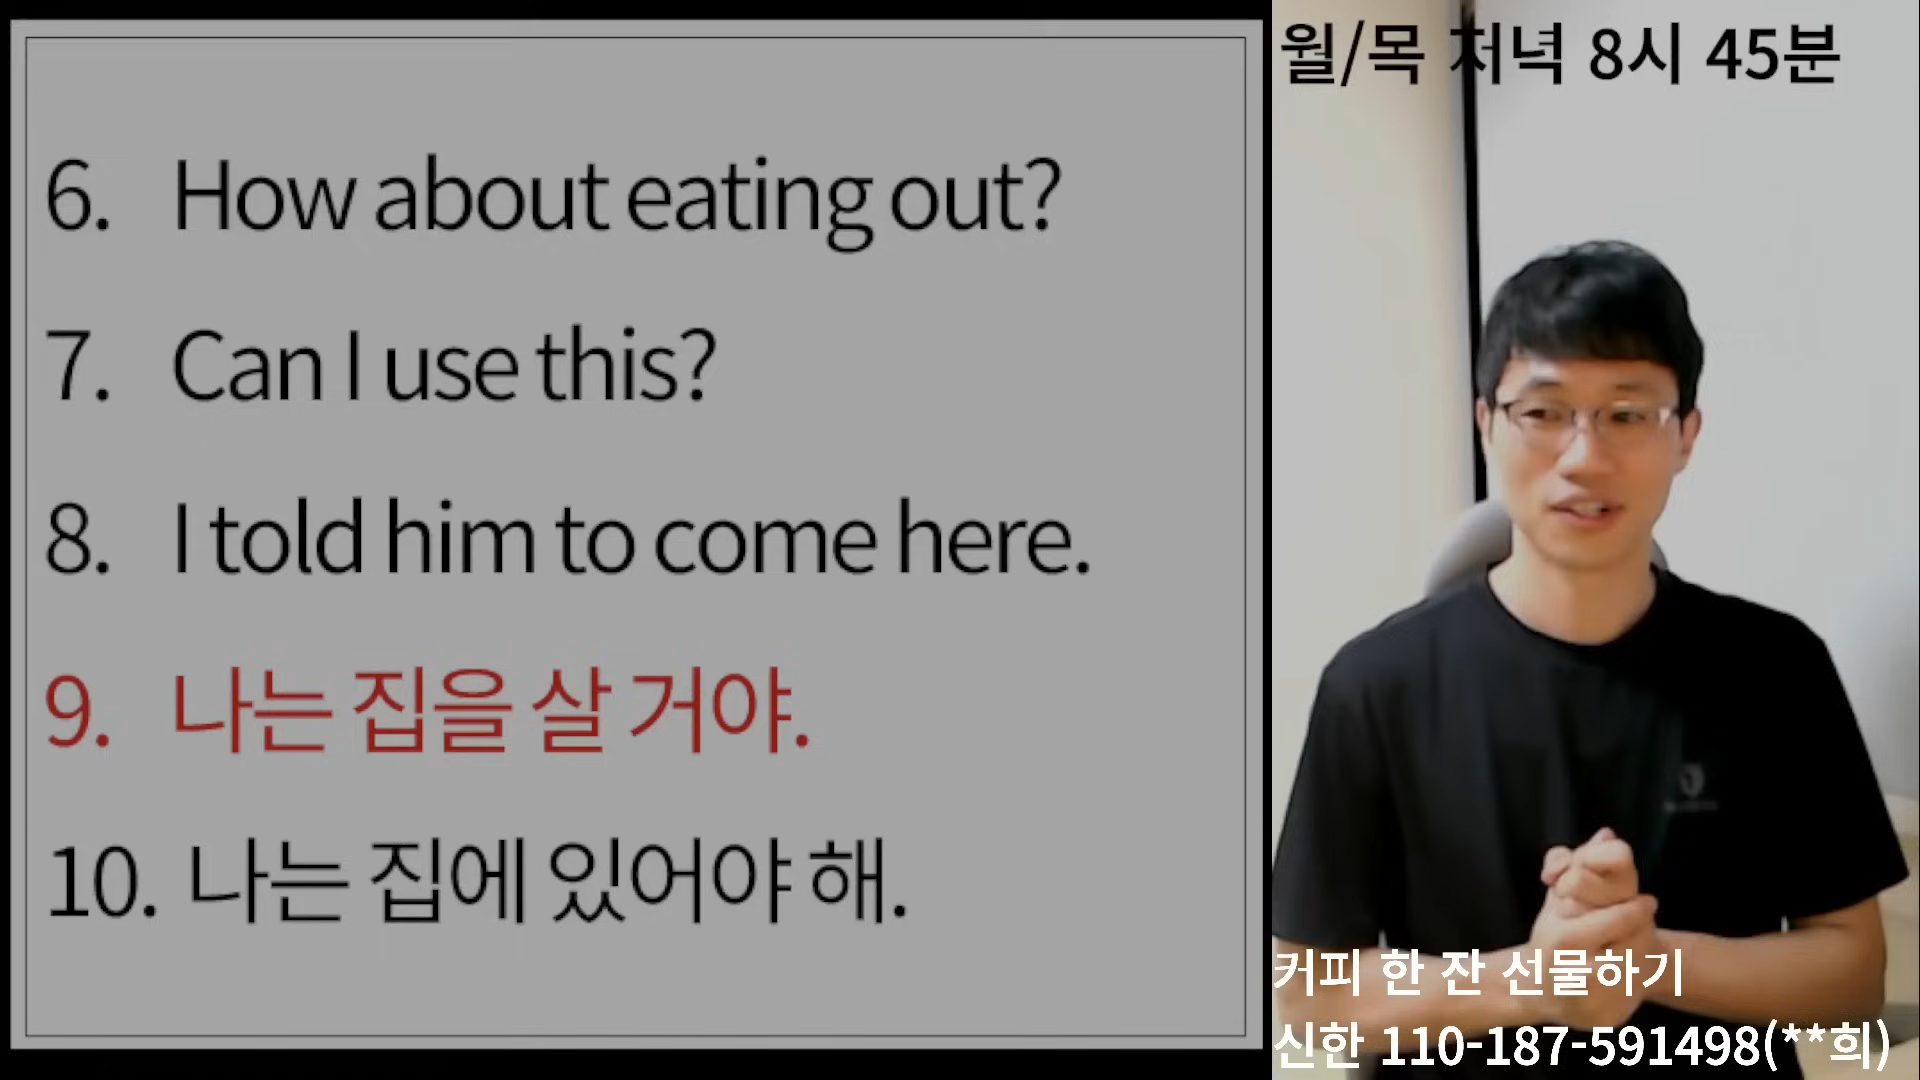 6. How about eating out?
7. Can I use this?
8. I told him to come here.
9. 나는 집을 살 거야.
10. 나는 집에 있어야 해.
월/목 저녁 8시 45분
커피 한 잔 선물하기
신한 110-187-591498(**희)